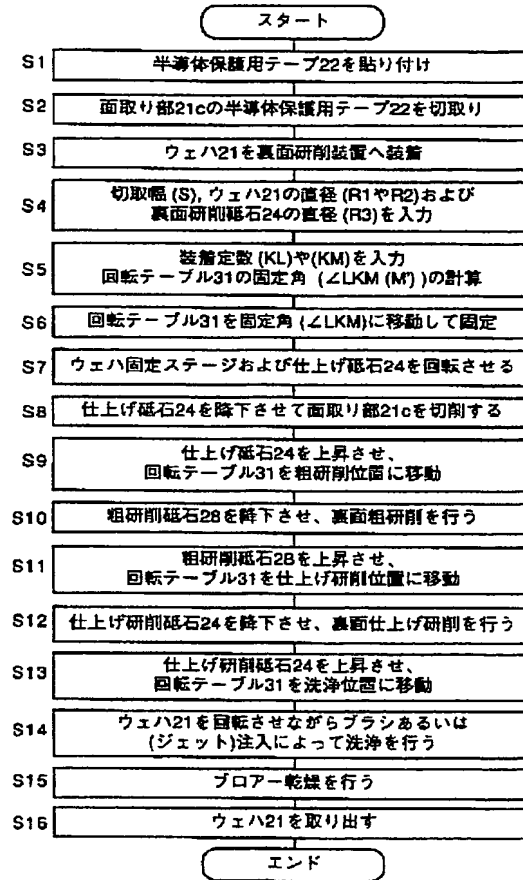 スタート
S1 半導体保護用テープ22を貼り付け
S2 面取り部21cの半導体保護用テープ22を切取り
S3 ウェハ21を裏面研削装置へ装着
S4 切取幅(S), ウェハ21の直径(R1やR2)および
裏面研削砥石24の直径(R3)を入力
S5 装着定数(KL)や(KM)を入力
回転テーブル31の固定角 (∠LKM(M'))の計算
S6 回転テーブル31を固定角(∠LKM)に移動して固定
S7 ウェハ固定ステージおよび仕上げ砥石24を回転させる
S8 仕上げ砥石24を降下させて面取り部21cを切削する
S9 仕上げ砥石24を上昇させ、
回転テーブル31を粗研削位置に移動
S10 粗研削砥石28を降下させ、裏面粗研削を行う
S11 粗研削砥石28を上昇させ、
回転テーブル31を仕上げ研削位置に移動
S12 仕上げ研削砥石24を降下させ、裏面仕上げ研削を行う
S13 仕上げ研削砥石24を上昇させ、
回転テーブル31を洗浄位置に移動
S14 ウェハ21を回転させながらブラシあるいは
(ジェット)注入によって洗浄を行う
S15 ブロアー乾燥を行う
S16 ウェハ21を取り出す
エンド